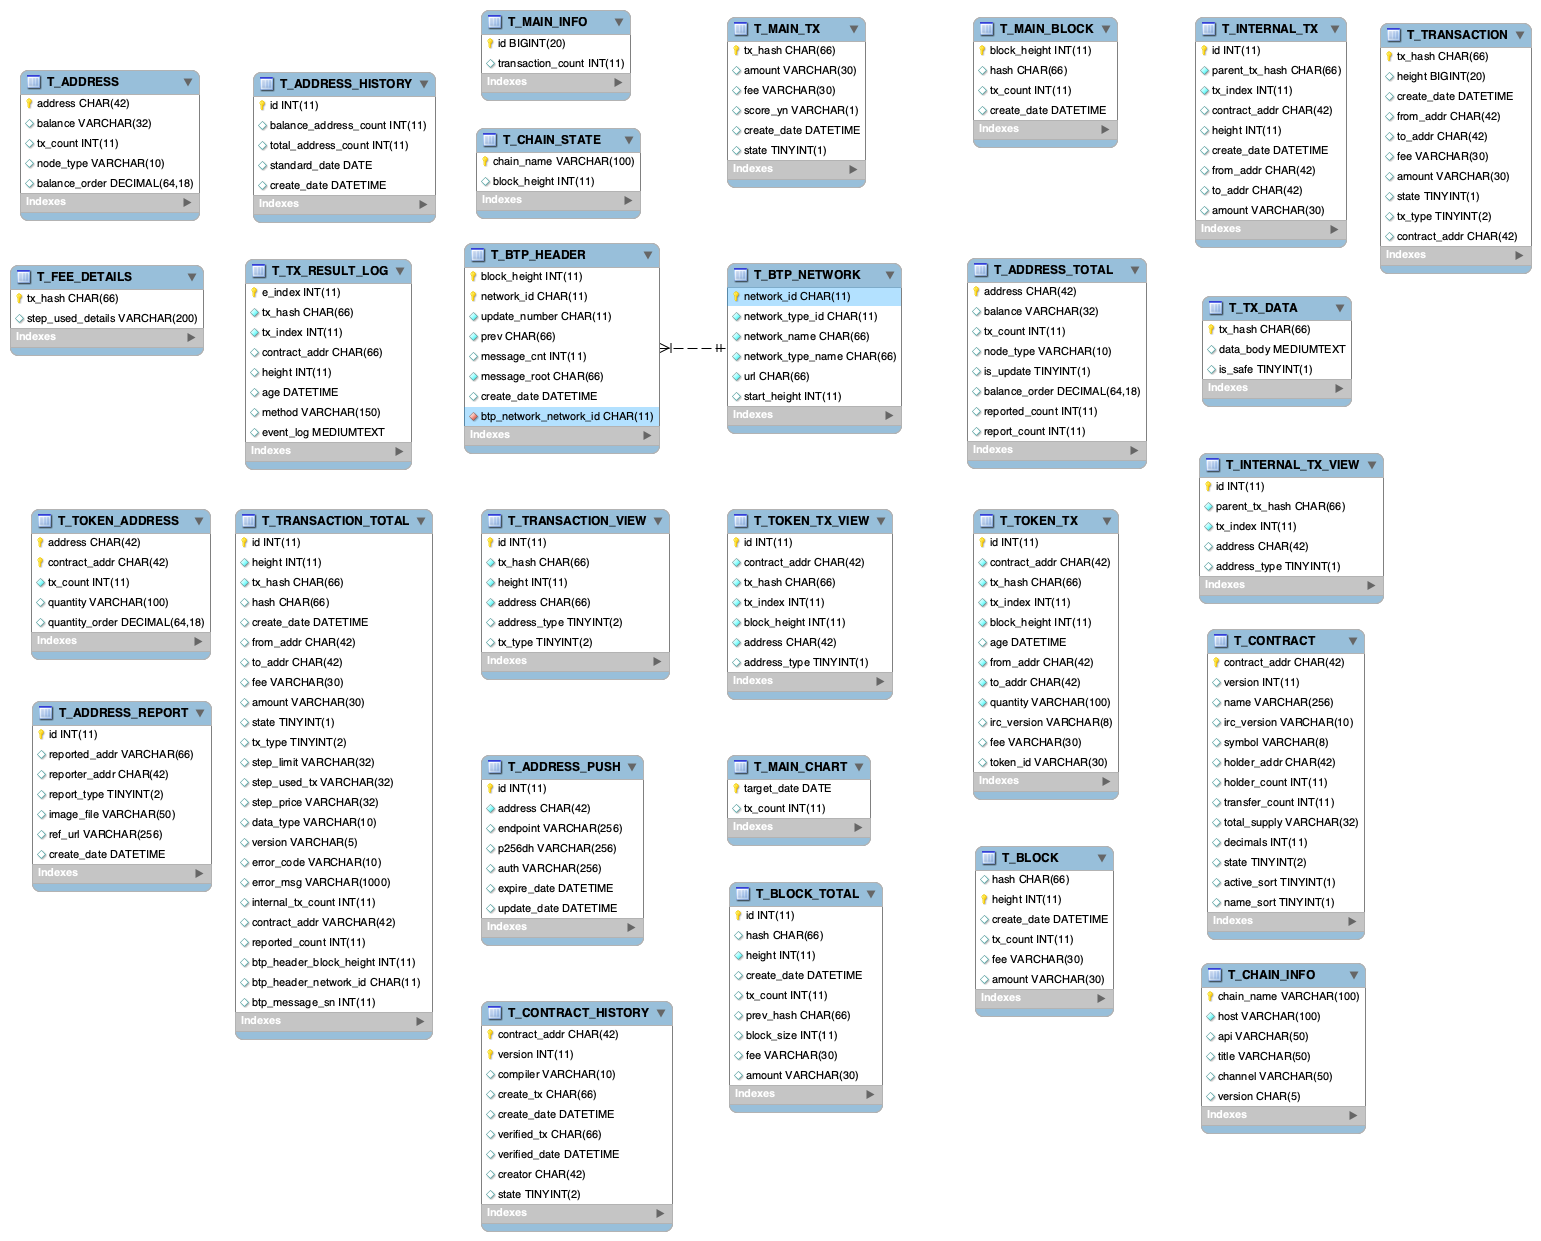 T_MAIN_INFO
id BIGINT(20)
transaction_count INT(11)
Indexes
T_MAIN_TX
tx_hash CHAR(66)
amount VARCHAR(30)
fee VARCHAR(30)
score_yn VARCHAR(1)
create_date DATETIME
state TINYINT(1)
Indexes
T_MAIN_BLOCK
block_height INT(11)
hash CHAR(66)
tx_count INT(11)
create_date DATETIME
Indexes
T_INTERNAL_TX
id INT(11)
parent_tx_hash CHAR(66)
tx_index INT(11)
contract_addr CHAR(42)
height INT(11)
create_date DATETIME
from_addr CHAR(42)
to_addr CHAR(42)
amount VARCHAR(30)
Indexes
T_TRANSACTION
tx_hash CHAR(66)
height BIGINT(20)
create_date DATETIME
from_addr CHAR(42)
to_addr CHAR(42)
fee VARCHAR(30)
amount VARCHAR(30)
state TINYINT(1)
tx_type TINYINT(2)
contract_addr CHAR(42)
Indexes
T_ADDRESS
address CHAR(42)
balance VARCHAR(32)
tx_count INT(11)
node_type VARCHAR(10)
balance_order DECIMAL(64,18)
Indexes
T_ADDRESS_HISTORY
id INT(11)
balance_address_count INT(11)
total_address_count INT(11)
standard_date DATE
create_date DATETIME
Indexes
T_CHAIN_STATE
chain_name VARCHAR(100)
block_height INT(11)
Indexes
T_FEE_DETAILS
tx_hash CHAR(66)
step_used_details VARCHAR(200)
Indexes
T_TX_RESULT_LOG
e_index INT(11)
tx_hash CHAR(66)
tx_index INT(11)
contract_addr CHAR(66)
height INT(11)
age DATETIME
method VARCHAR(150)
event_log MEDIUMTEXT
Indexes
T_BTP_HEADER
block_height INT(11)
network_id CHAR(11)
update_number CHAR(11)
prev CHAR(66)
message_cnt INT(11)
message_root CHAR(66)
create_date DATETIME
btp_network_network_id CHAR(11)
Indexes
T_BTP_NETWORK
network_id CHAR(11)
network_type_id CHAR(11)
network_name CHAR(66)
network_type_name CHAR(66)
url CHAR(66)
start_height INT(11)
Indexes
T_ADDRESS_TOTAL
address CHAR(42)
balance VARCHAR(32)
tx_count INT(11)
node_type VARCHAR(10)
is_update TINYINT(1)
balance_order DECIMAL(64,18)
reported_count INT(11)
report_count INT(11)
Indexes
T_TX_DATA
tx_hash CHAR(66)
data_body MEDIUMTEXT
is_safe TINYINT(1)
Indexes
T_INTERNAL_TX_VIEW
id INT(11)
parent_tx_hash CHAR(66)
tx_index INT(11)
address CHAR(42)
address_type TINYINT(1)
Indexes
T_TOKEN_ADDRESS
address CHAR(42)
contract_addr CHAR(42)
tx_count INT(11)
quantity VARCHAR(100)
quantity_order DECIMAL(64,18)
Indexes
T_TRANSACTION_TOTAL
id INT(11)
height INT(11)
tx_hash CHAR(66)
hash CHAR(66)
create_date DATETIME
from_addr CHAR(42)
to_addr CHAR(42)
fee VARCHAR(30)
amount VARCHAR(30)
state TINYINT(1)
tx_type TINYINT(2)
step_limit VARCHAR(32)
step_used_tx VARCHAR(32)
step_price VARCHAR(32)
data_type VARCHAR(10)
version VARCHAR(5)
error_code VARCHAR(10)
error_msg VARCHAR(1000)
internal_tx_count INT(11)
contract_addr VARCHAR(42)
reported_count INT(11)
btp_header_block_height INT(11)
btp_header_network_id CHAR(11)
btp_message_sn INT(11)
Indexes
T_TRANSACTION_VIEW
id INT(11)
tx_hash CHAR(66)
height INT(11)
address CHAR(66)
address_type TINYINT(2)
tx_type TINYINT(2)
Indexes
T_TOKEN_TX_VIEW
id INT(11)
contract_addr CHAR(42)
tx_hash CHAR(66)
tx_index INT(11)
block_height INT(11)
address CHAR(42)
address_type TINYINT(1)
Indexes
T_TOKEN_TX
id INT(11)
contract_addr CHAR(42)
tx_hash CHAR(66)
tx_index INT(11)
block_height INT(11)
age DATETIME
from_addr CHAR(42)
to_addr CHAR(42)
quantity VARCHAR(100)
irc_version VARCHAR(8)
fee VARCHAR(30)
token_id VARCHAR(30)
Indexes
T_CONTRACT
contract_addr CHAR(42)
version INT(11)
name VARCHAR(256)
irc_version VARCHAR(10)
symbol VARCHAR(8)
holder_addr CHAR(42)
holder_count INT(11)
transfer_count INT(11)
total_supply VARCHAR(32)
decimals INT(11)
state TINYINT(2)
active_sort TINYINT(1)
name_sort TINYINT(1)
Indexes
T_ADDRESS_REPORT
id INT(11)
reported_addr VARCHAR(66)
reporter_addr CHAR(42)
report_type TINYINT(2)
image_file VARCHAR(50)
ref_url VARCHAR(256)
create_date DATETIME
Indexes
T_ADDRESS_PUSH
id INT(11)
address CHAR(42)
endpoint VARCHAR(256)
p256dh VARCHAR(256)
auth VARCHAR(256)
expire_date DATETIME
update_date DATETIME
Indexes
T_MAIN_CHART
target_date DATE
tx_count INT(11)
Indexes
T_BLOCK
hash CHAR(66)
height INT(11)
create_date DATETIME
tx_count INT(11)
fee VARCHAR(30)
amount VARCHAR(30)
Indexes
T_BLOCK_TOTAL
id INT(11)
hash CHAR(66)
height INT(11)
create_date DATETIME
tx_count INT(11)
prev_hash CHAR(66)
block_size INT(11)
fee VARCHAR(30)
amount VARCHAR(30)
Indexes
T_CHAIN_INFO
chain_name VARCHAR(100)
host VARCHAR(100)
api VARCHAR(50)
title VARCHAR(50)
channel VARCHAR(50)
version CHAR(5)
Indexes
T_CONTRACT_HISTORY
contract_addr CHAR(42)
version INT(11)
compiler VARCHAR(10)
create_tx CHAR(66)
create_date DATETIME
verified_tx CHAR(66)
verified_date DATETIME
creator CHAR(42)
state TINYINT(2)
Indexes